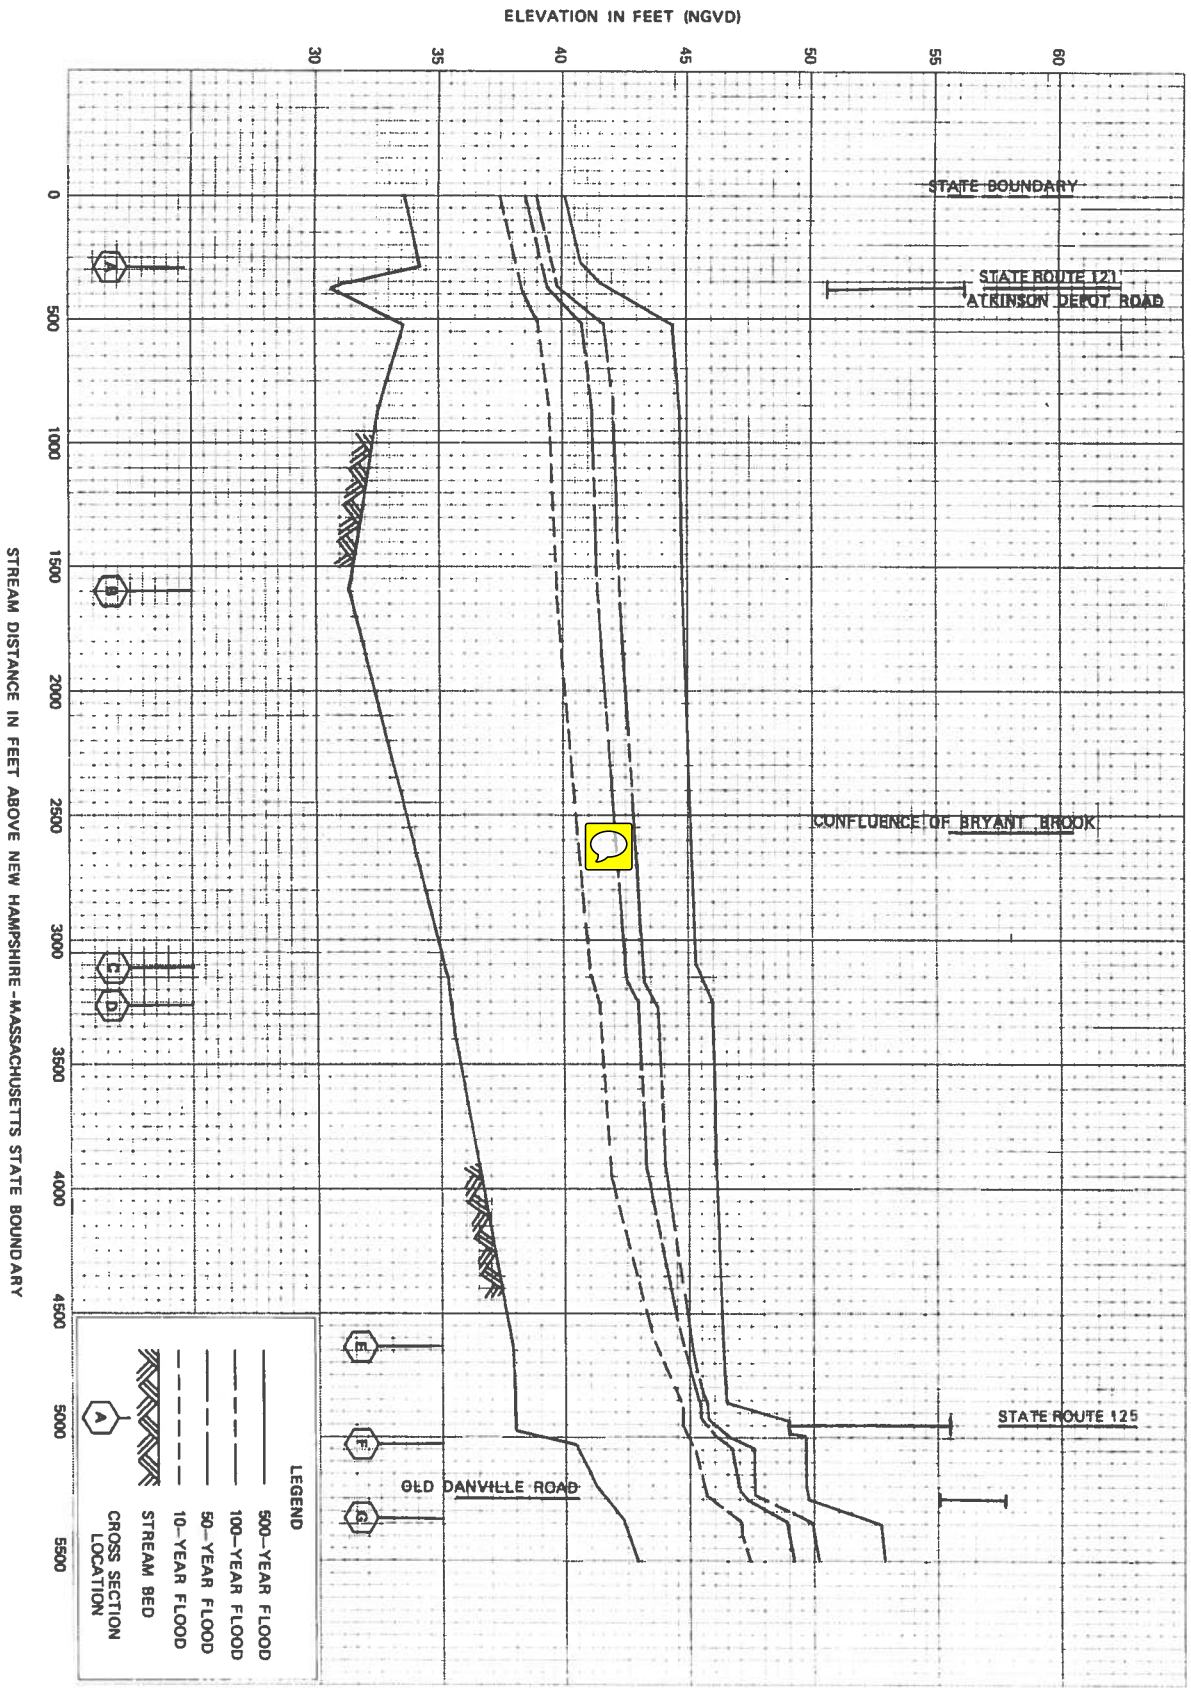 ELEVATION IN FEET (NGVD)
30
35
40
45
50
55
60
STATE BOUNDARY
STATE ROUTE 121
ATKINSON DEPOT ROAD
CONFLUENCE OF BRYANT BROOK
STATE ROUTE 125
OLD DANVILLE ROAD
A
B
C
D
E
F
G
0
500
1000
1500
2000
2500
3000
3500
4000
4500
5000
5500
STREAM DISTANCE IN FEET ABOVE NEW HAMPSHIRE-MASSACHUSETTS STATE BOUNDARY
LEGEND
500-YEAR FLOOD
100-YEAR FLOOD
50-YEAR FLOOD
10-YEAR FLOOD
STREAM BED
A
CROSS SECTION
LOCATION